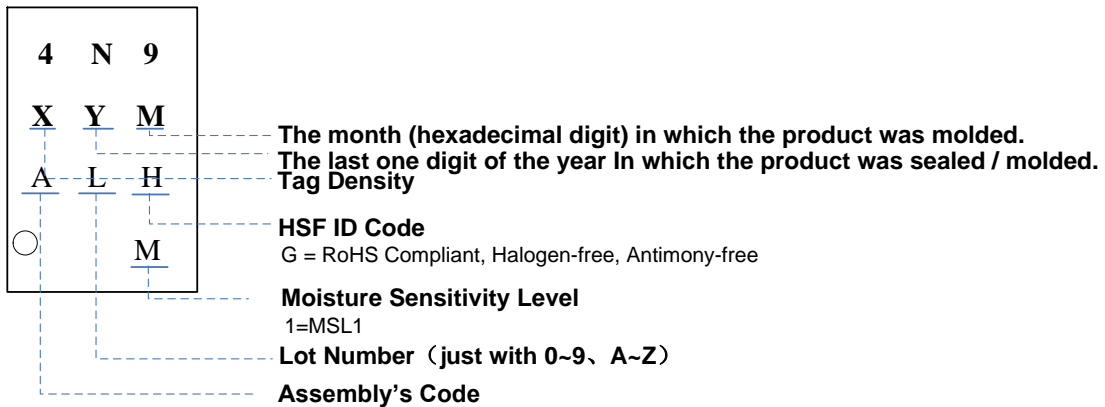 4 N 9
X Y M
The month (hexadecimal digit) in which the product was molded.
The last one digit of the year In which the product was sealed / molded.
A L H
Tag Density
HSF ID Code
G = RoHS Compliant, Halogen-free, Antimony-free
M
Moisture Sensitivity Level
1=MSL1
Lot Number（just with 0~9、A~Z）
Assembly's Code